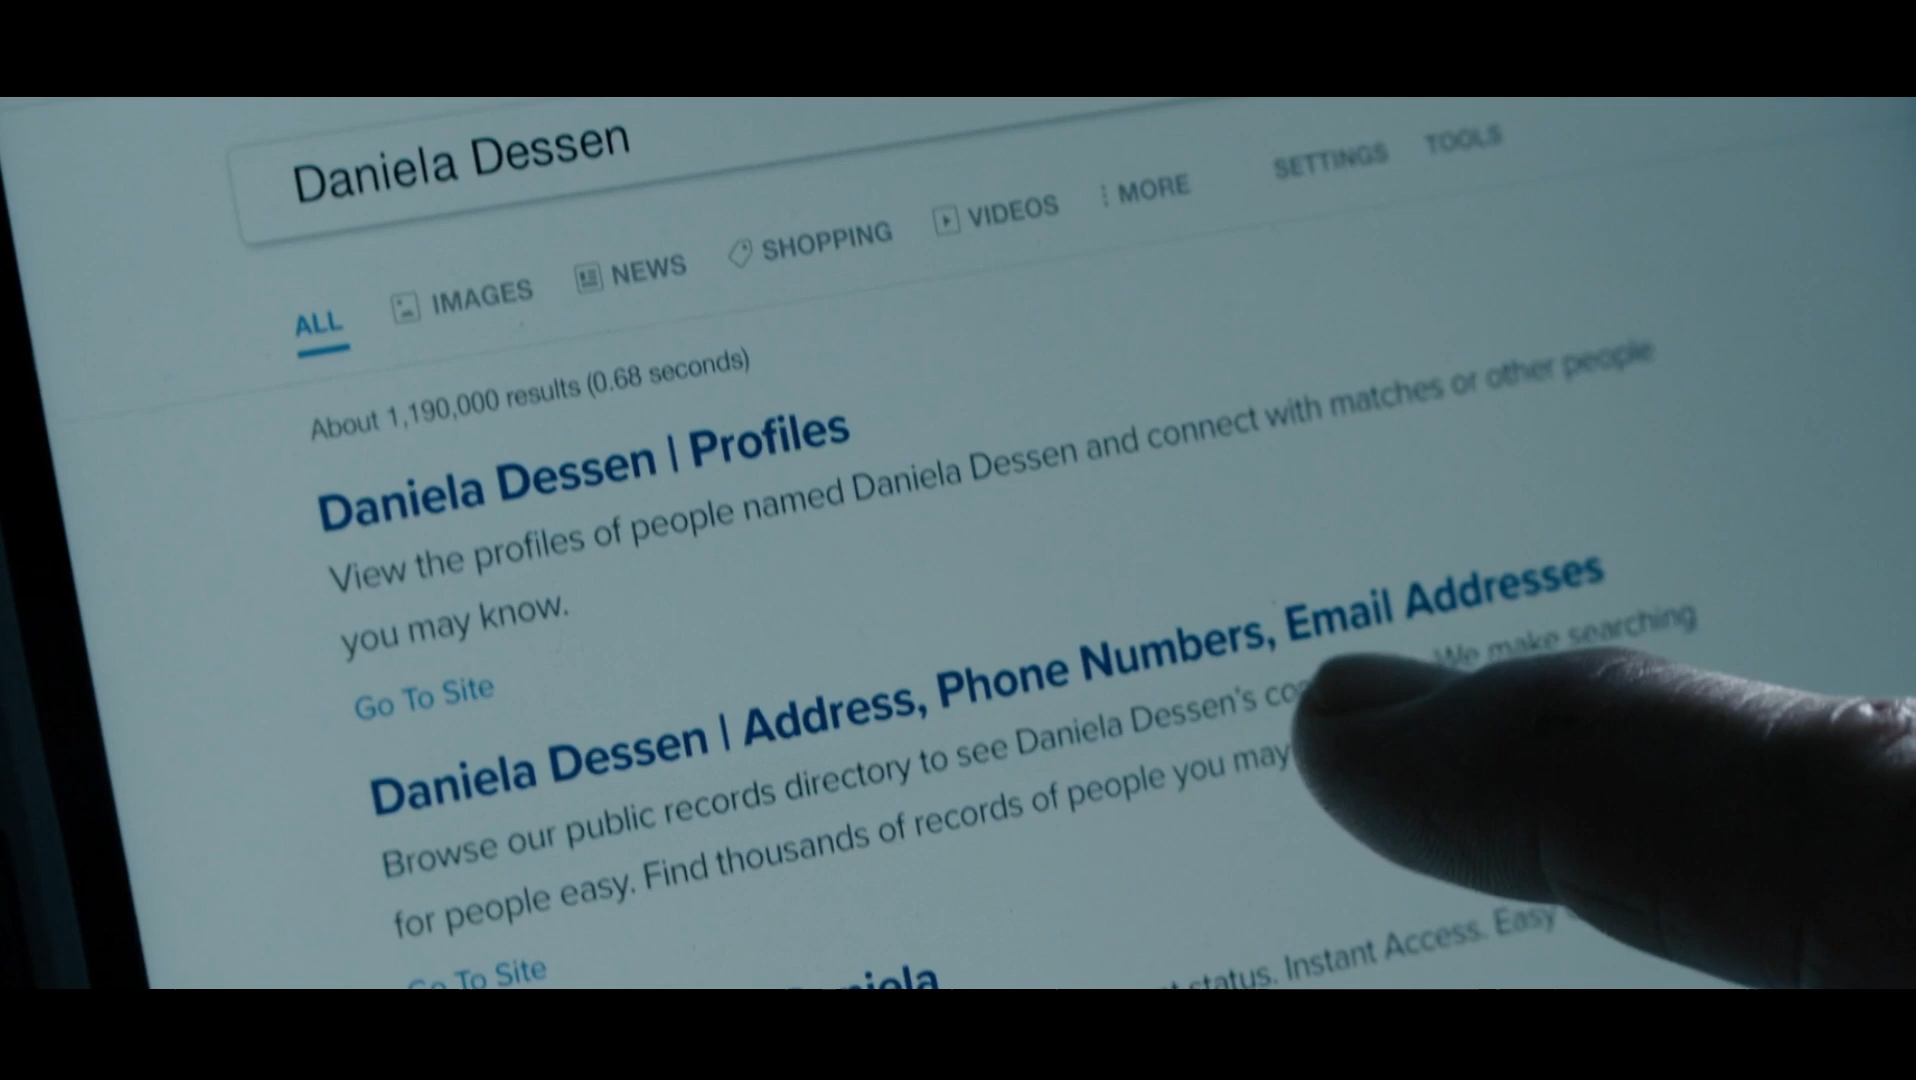 Daniela Dessen
ALL IMAGES NEWS SHOPPING VIDEOS MORE SETTINGS TOOLS
About 1,190,000 results (0.68 seconds)
Daniela Dessen | Profiles
View the profiles of people named Daniela Dessen and connect with matches or other people
you may know.
Go To Site
Daniela Dessen | Address, Phone Numbers, Email Addresses
Browse our public records directory to see Daniela Dessen's We make searching
for people easy. Find thousands of records of people you may
Go To Site
Daniela
status. Instant Access. Easy